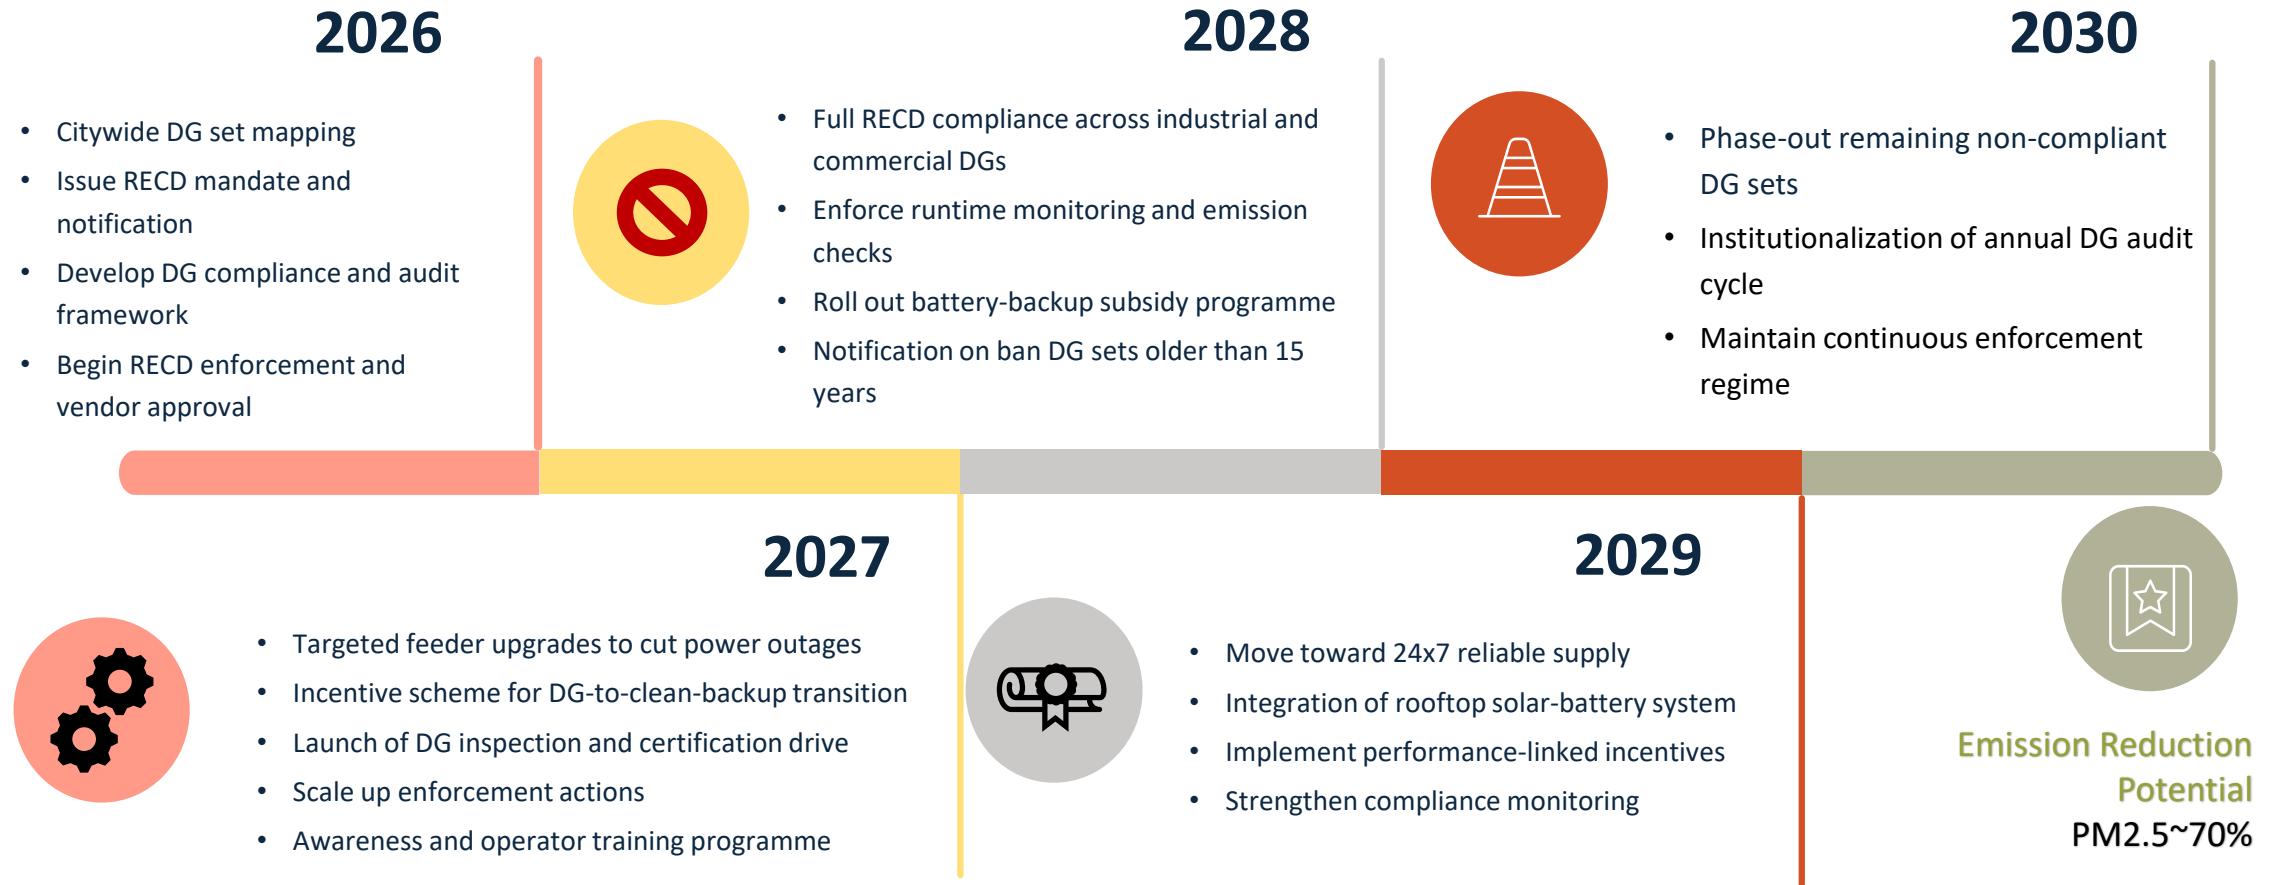 2026
• Citywide DG set mapping
• Issue RECD mandate and
notification
• Develop DG compliance and audit
framework
• Begin RECD enforcement and
vendor approval
2027
• Targeted feeder upgrades to cut power outages
• Incentive scheme for DG-to-clean-backup transition
• Launch of DG inspection and certification drive
• Scale up enforcement actions
• Awareness and operator training programme
2028
• Full RECD compliance across industrial and
commercial DGs
• Enforce runtime monitoring and emission
checks
• Roll out battery-backup subsidy programme
• Notification on ban DG sets older than 15
years
2029
• Move toward 24x7 reliable supply
• Integration of rooftop solar-battery system
• Implement performance-linked incentives
• Strengthen compliance monitoring
2030
• Phase-out remaining non-compliant
DG sets
• Institutionalization of annual DG audit
cycle
• Maintain continuous enforcement
regime
Emission Reduction
Potential
PM2.5~70%